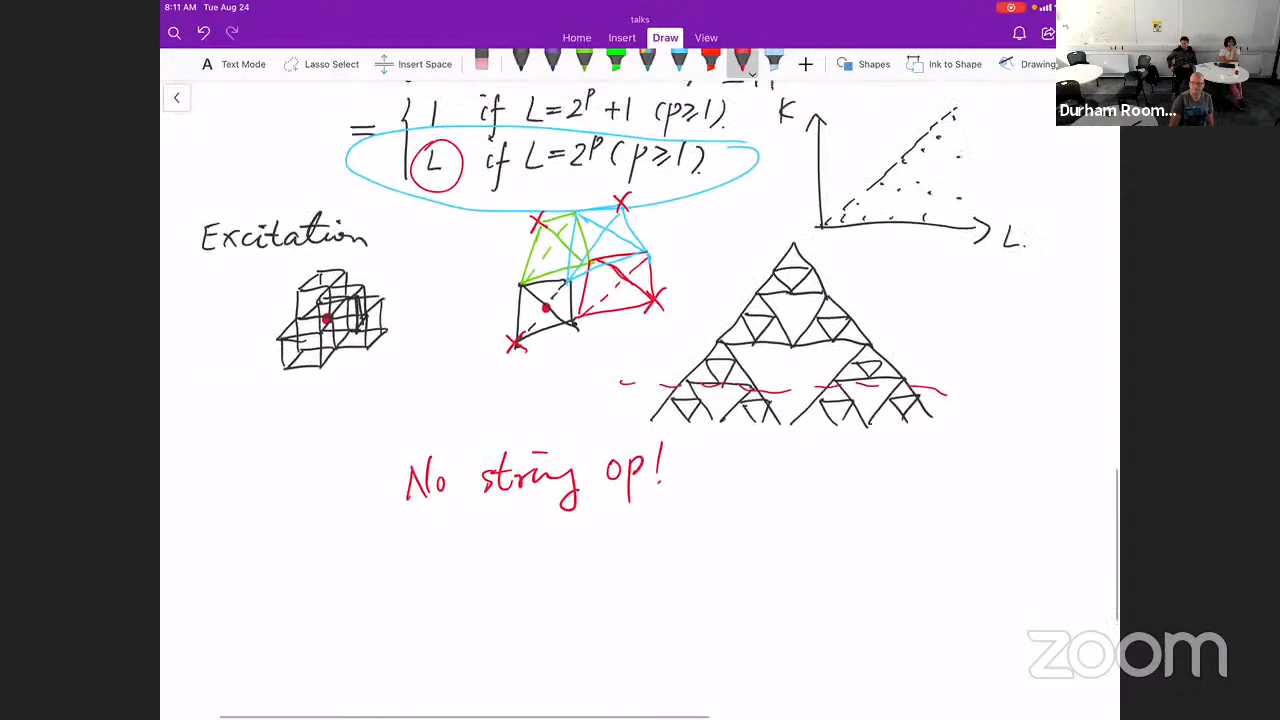 8:11 AM Tue Aug 24
talks
Home Insert Draw View
A Text Mode Lasso Select Insert Space Shapes Ink to Shape Drawing
Durham Room...
= { 1 if L=2^p +1 (p≥1).
L if L=2^p (p≥1).
K
L.
Excitation
No string op!
zoom